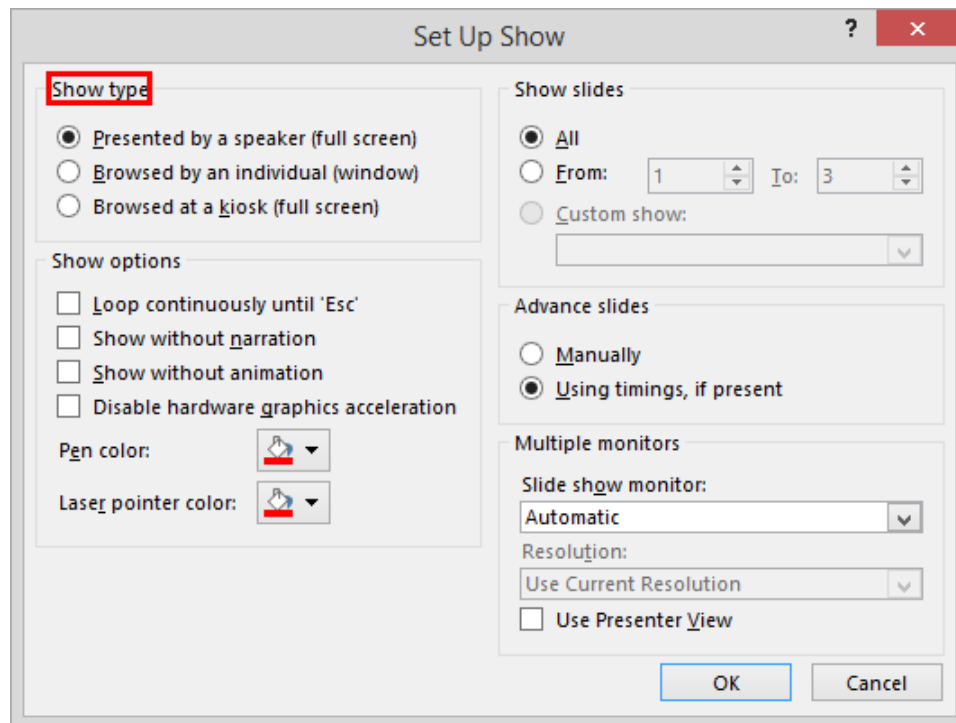 Set Up Show
?
Show type
Presented by a speaker (full screen)
Browsed by an individual (window)
Browsed at a kiosk (full screen)
Show options
Loop continuously until 'Esc'
Show without narration
Show without animation
Disable hardware graphics acceleration
Pen color:
Laser pointer color:
Show slides
All
From: 1 To: 3
Custom show:
Advance slides
Manually
Using timings, if present
Multiple monitors
Slide show monitor:
Automatic
Resolution:
Use Current Resolution
Use Presenter View
OK Cancel